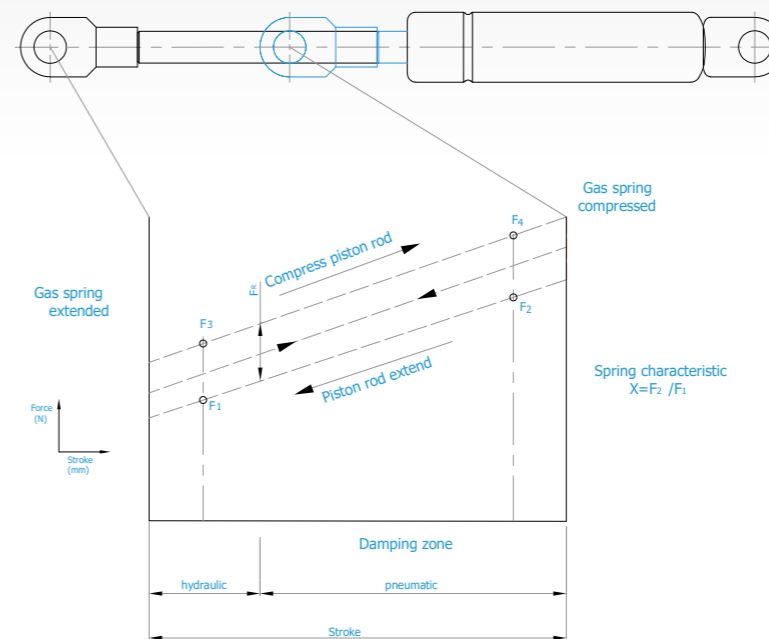 Gas spring
compressed
F₄
Compress piston rod
FR
Gas spring
extended
F₃
F₂
Piston rod extend
Spring characteristic
X=F₂ /F₁
F₁
Force
(N)
Stroke
(mm)
Damping zone
hydraulic
pneumatic
Stroke